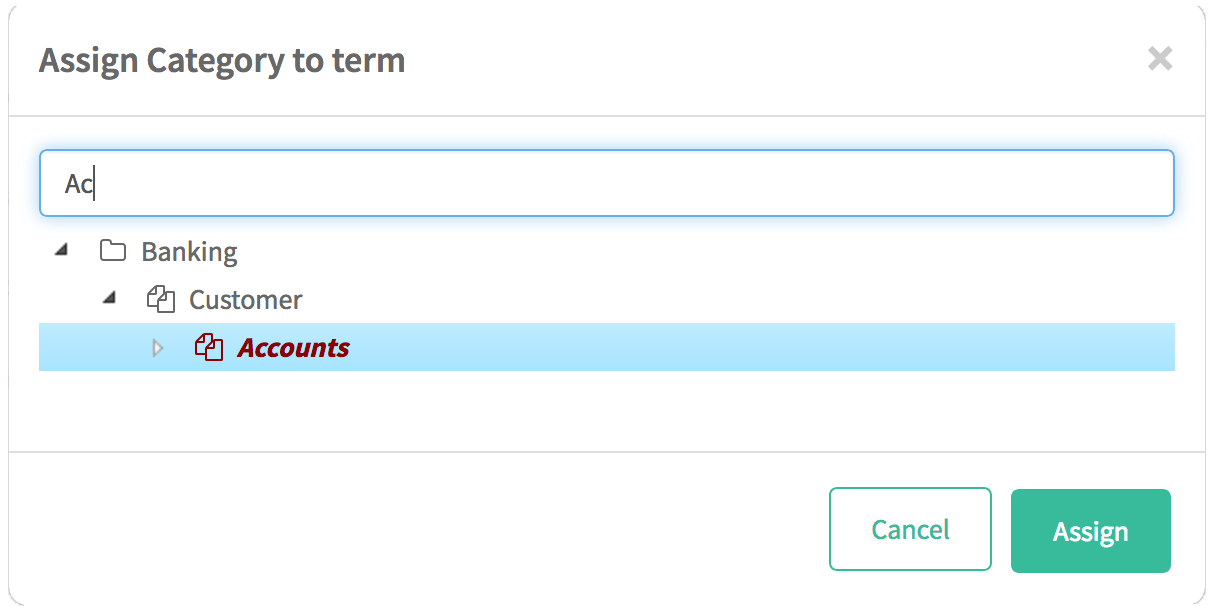 Assign Category to term
Ac
Banking
Customer
Accounts
Cancel
Assign